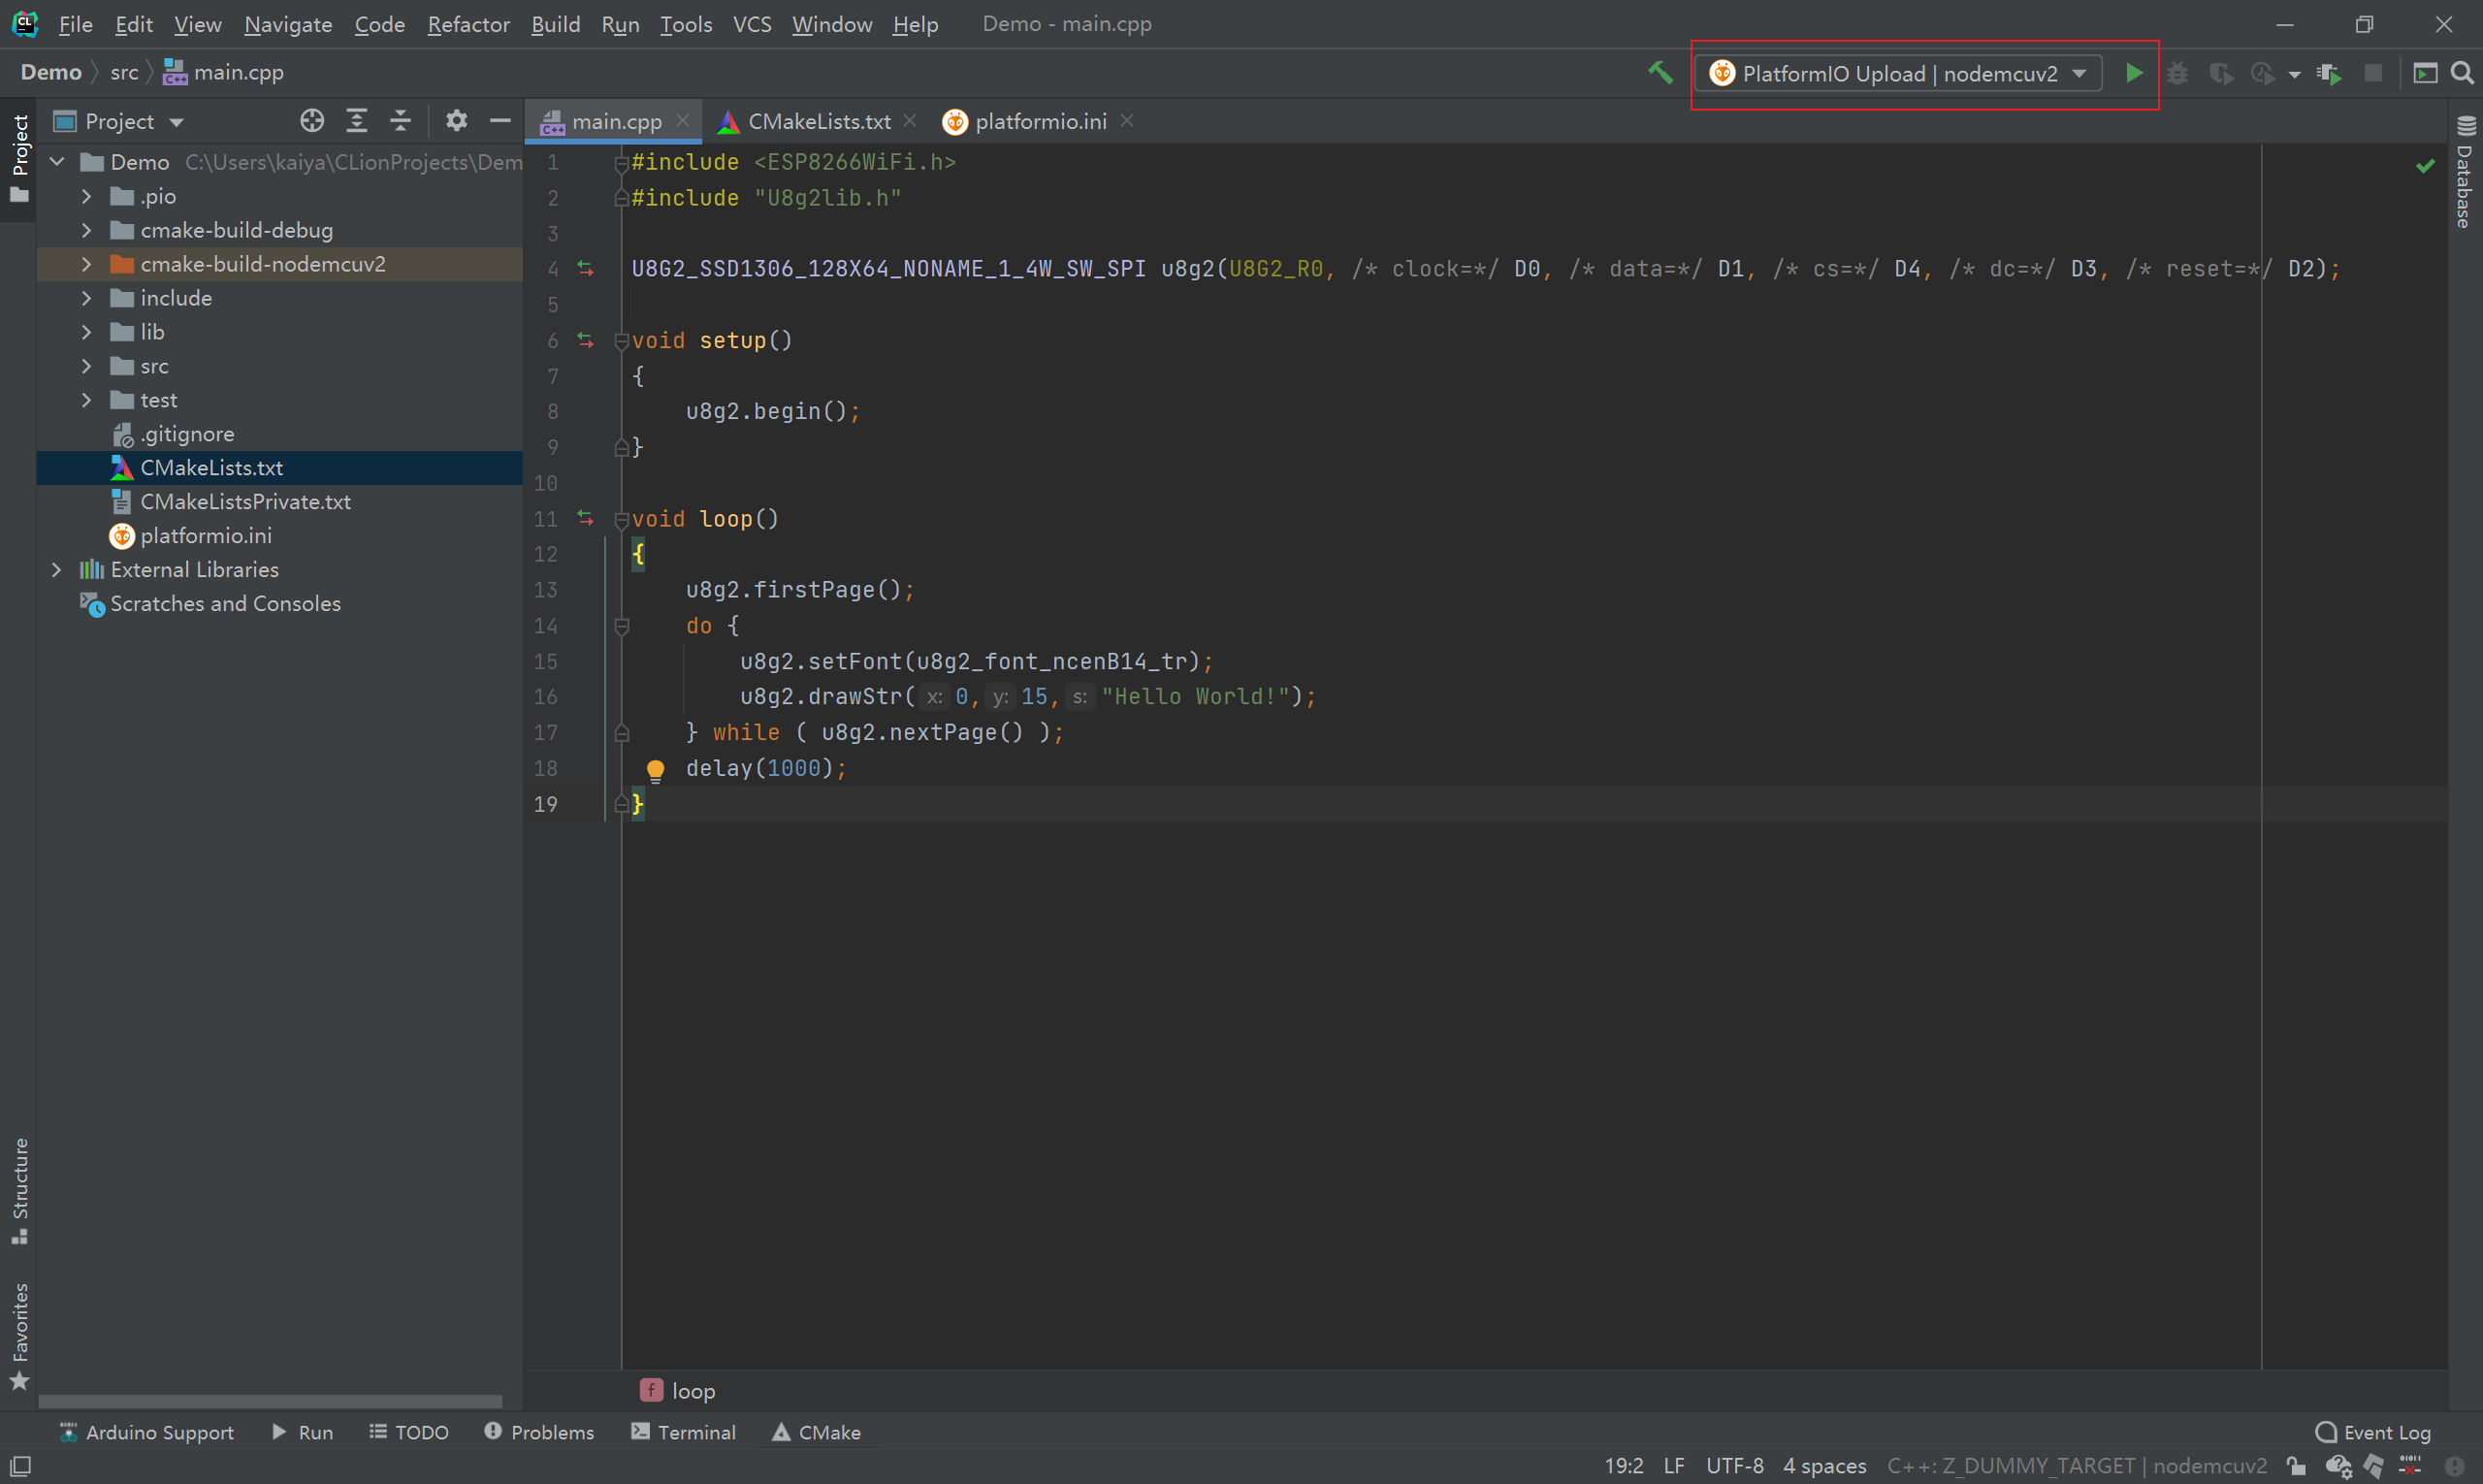 File Edit View Navigate Code Refactor Build Run Tools VCS Window Help Demo - main.cpp
Demo src main.cpp PlatformIO Upload | nodemcuv2
Project
Project
main.cpp
CMakeLists.txt
platformio.ini
Database
Demo C:\Users\kaiya\CLionProjects\Dem
.pio
cmake-build-debug
cmake-build-nodemcuv2
include
lib
src
test
.gitignore
CMakeLists.txt
CMakeListsPrivate.txt
platformio.ini
External Libraries
Scratches and Consoles
1 #include <ESP8266WiFi.h>
2 #include "U8g2lib.h"
3
4 U8G2_SSD1306_128X64_NONAME_1_4W_SW_SPI u8g2(U8G2_R0, /* clock=*/ D0, /* data=*/ D1, /* cs=*/ D4, /* dc=*/ D3, /* reset=*/ D2);
5
6 void setup()
7 {
8 u8g2.begin();
9 }
10
11 void loop()
12 {
13 u8g2.firstPage();
14 do {
15 u8g2.setFont(u8g2_font_ncenB14_tr);
16 u8g2.drawStr( x: 0, y: 15, s: "Hello World!");
17 } while ( u8g2.nextPage() );
18 delay(1000);
19 }
Structure
Favorites
f loop
Arduino Support Run TODO Problems Terminal CMake Event Log
19:2 LF UTF-8 4 spaces C++: Z_DUMMY_TARGET | nodemcuv2